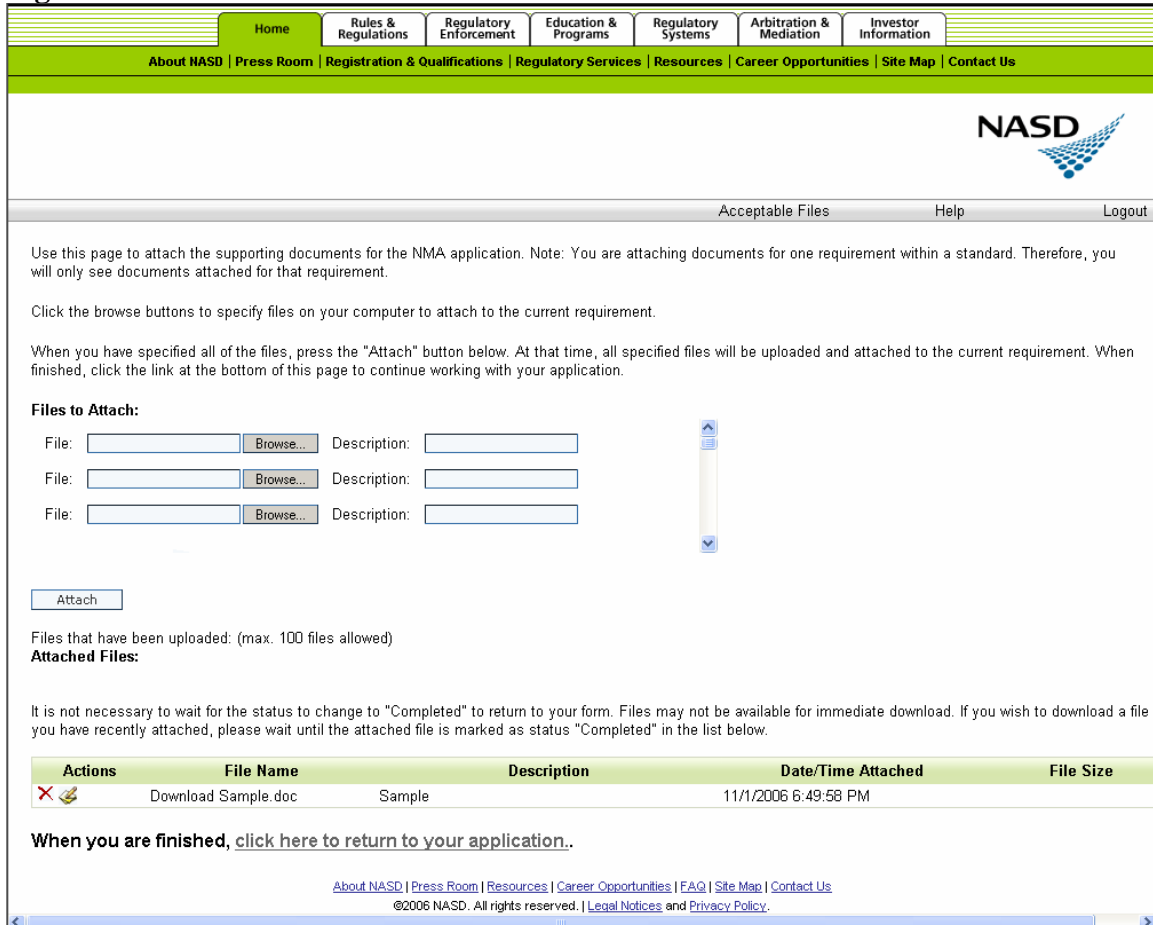 Home
Rules &
Regulations
Regulatory
Enforcement
Education &
Programs
Regulatory
Systems
Arbitration &
Mediation
Investor
Information
About NASD | Press Room | Registration & Qualifications | Regulatory Services | Resources | Career Opportunities | Site Map | Contact Us
NASD
Acceptable Files Help Logout
Use this page to attach the supporting documents for the NMA application. Note: You are attaching documents for one requirement within a standard. Therefore, you
will only see documents attached for that requirement.
Click the browse buttons to specify files on your computer to attach to the current requirement.
When you have specified all of the files, press the "Attach" button below. At that time, all specified files will be uploaded and attached to the current requirement. When
finished, click the link at the bottom of this page to continue working with your application.
Files to Attach:
File: Browse... Description:
File: Browse... Description:
File: Browse... Description:
Attach
Files that have been uploaded: (max. 100 files allowed)
Attached Files:
It is not necessary to wait for the status to change to "Completed" to return to your form. Files may not be available for immediate download. If you wish to download a file
you have recently attached, please wait until the attached file is marked as status "Completed" in the list below.
Actions File Name Description Date/Time Attached File Size
Download Sample.doc Sample 11/1/2006 6:49:58 PM
When you are finished, click here to return to your application..
About NASD | Press Room | Resources | Career Opportunities | FAQ | Site Map | Contact Us
©2006 NASD. All rights reserved. | Legal Notices and Privacy Policy.